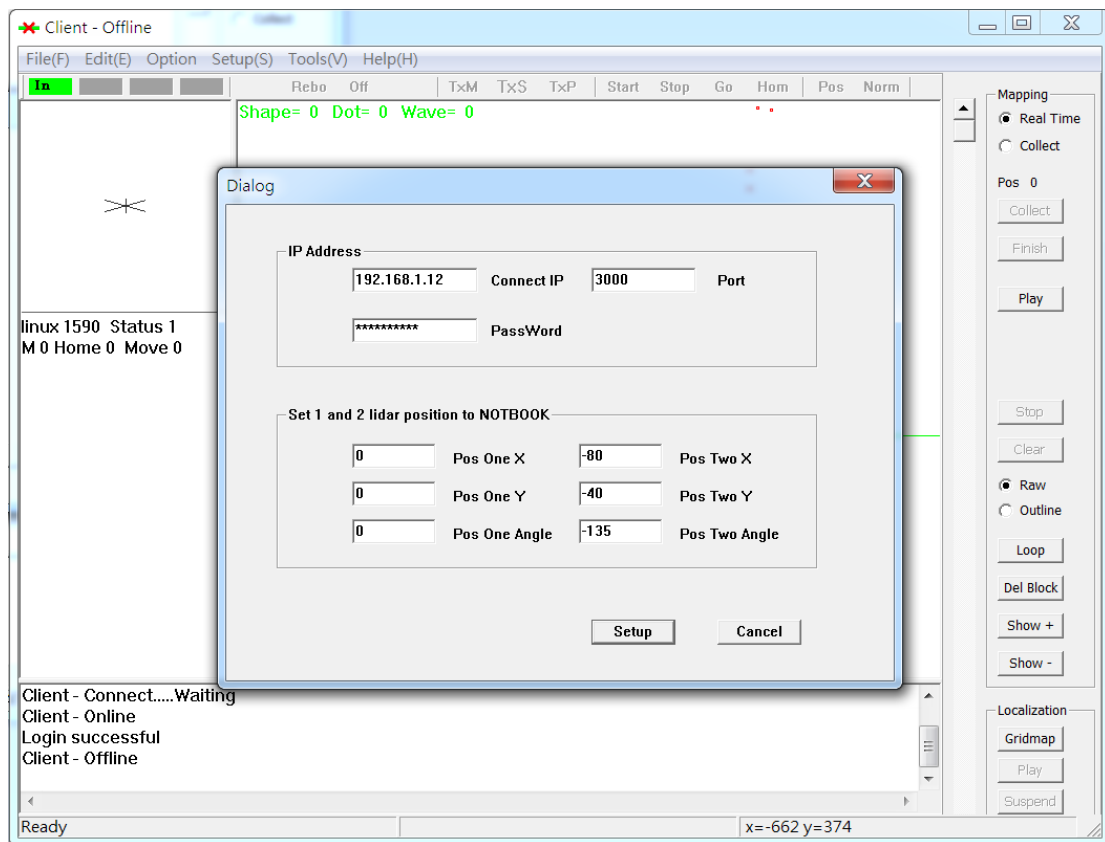 Client - Offline
File(F) Edit(E) Option Setup(S) Tools(V) Help(H)
In Rebo Off TxM TxS TxP Start Stop Go Hom Pos Norm
Shape= 0 Dot= 0 Wave= 0
linux 1590 Status 1
M 0 Home 0 Move 0
Dialog
IP Address
192.168.1.12 Connect IP 3000 Port
********** PassWord
Set 1 and 2 lidar position to NOTBOOK
0 Pos One X -80 Pos Two X
0 Pos One Y -40 Pos Two Y
0 Pos One Angle -135 Pos Two Angle
Setup Cancel
Mapping
Real Time
Collect
Pos 0
Collect
Finish
Play
Stop
Clear
Raw
Outline
Loop
Del Block
Show +
Show -
Localization
Gridmap
Play
Suspend
Client - Connect.....Waiting
Client - Online
Login successful
Client - Offline
Ready x=-662 y=374